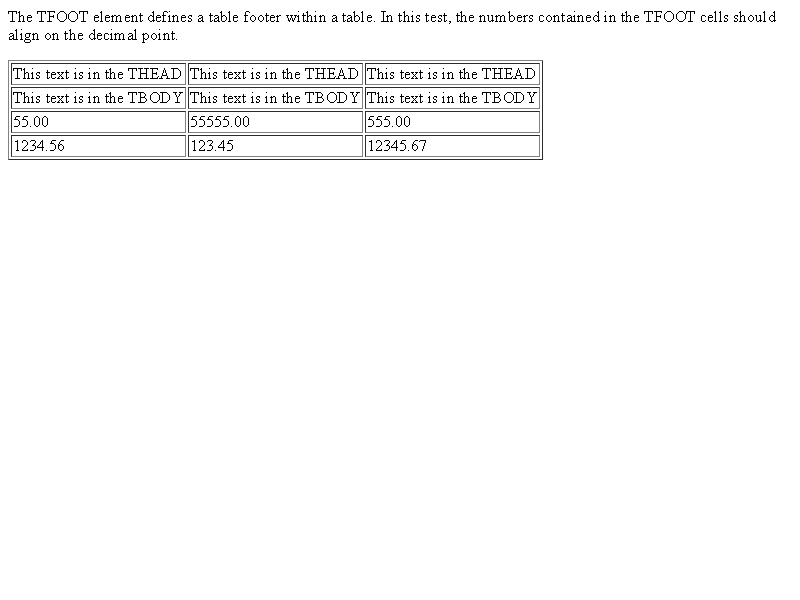 The TFOOT element defines a table footer within a table. In this test, the numbers contained in the TFOOT cells should
align on the decimal point.
This text is in the THEAD This text is in the THEAD This text is in the THEAD
This text is in the TBODY This text is in the TBODY This text is in the TBODY
55.00 55555.00 555.00
1234.56 123.45 12345.67